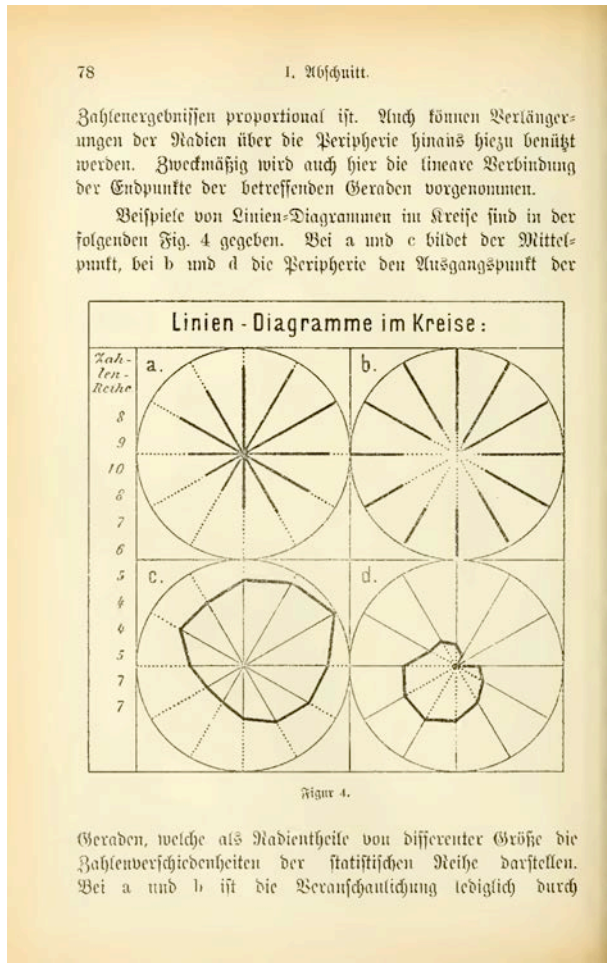 78
I. Abschnitt.
Zahlenergebnissen proportional ist. Auch können Verlänger-
ungen der Radien über die Peripherie hinaus hiezu benützt
werden. Zweckmäßig wird auch hier die lineare Verbindung
der Endpunkte der betreffenden Geraden vorgenommen.
Beispiele von Linien-Diagrammen im Kreise sind in der
folgenden Fig. 4 gegeben. Bei a und c bildet der Mittel-
punkt, bei b und d die Peripherie den Ausgangspunkt der
Linien - Diagramme im Kreise:
Zah-
len-
Reihe
8
9
10
8
7
6
5
4
4
5
7
7
a.
b.
c.
d.
Figur 4.
Geraden, welche als Radientheile von differenter Größe die
Zahlenverschiedenheiten der statistischen Reihe darstellen.
Bei a und b ist die Veranschaulichung lediglich durch